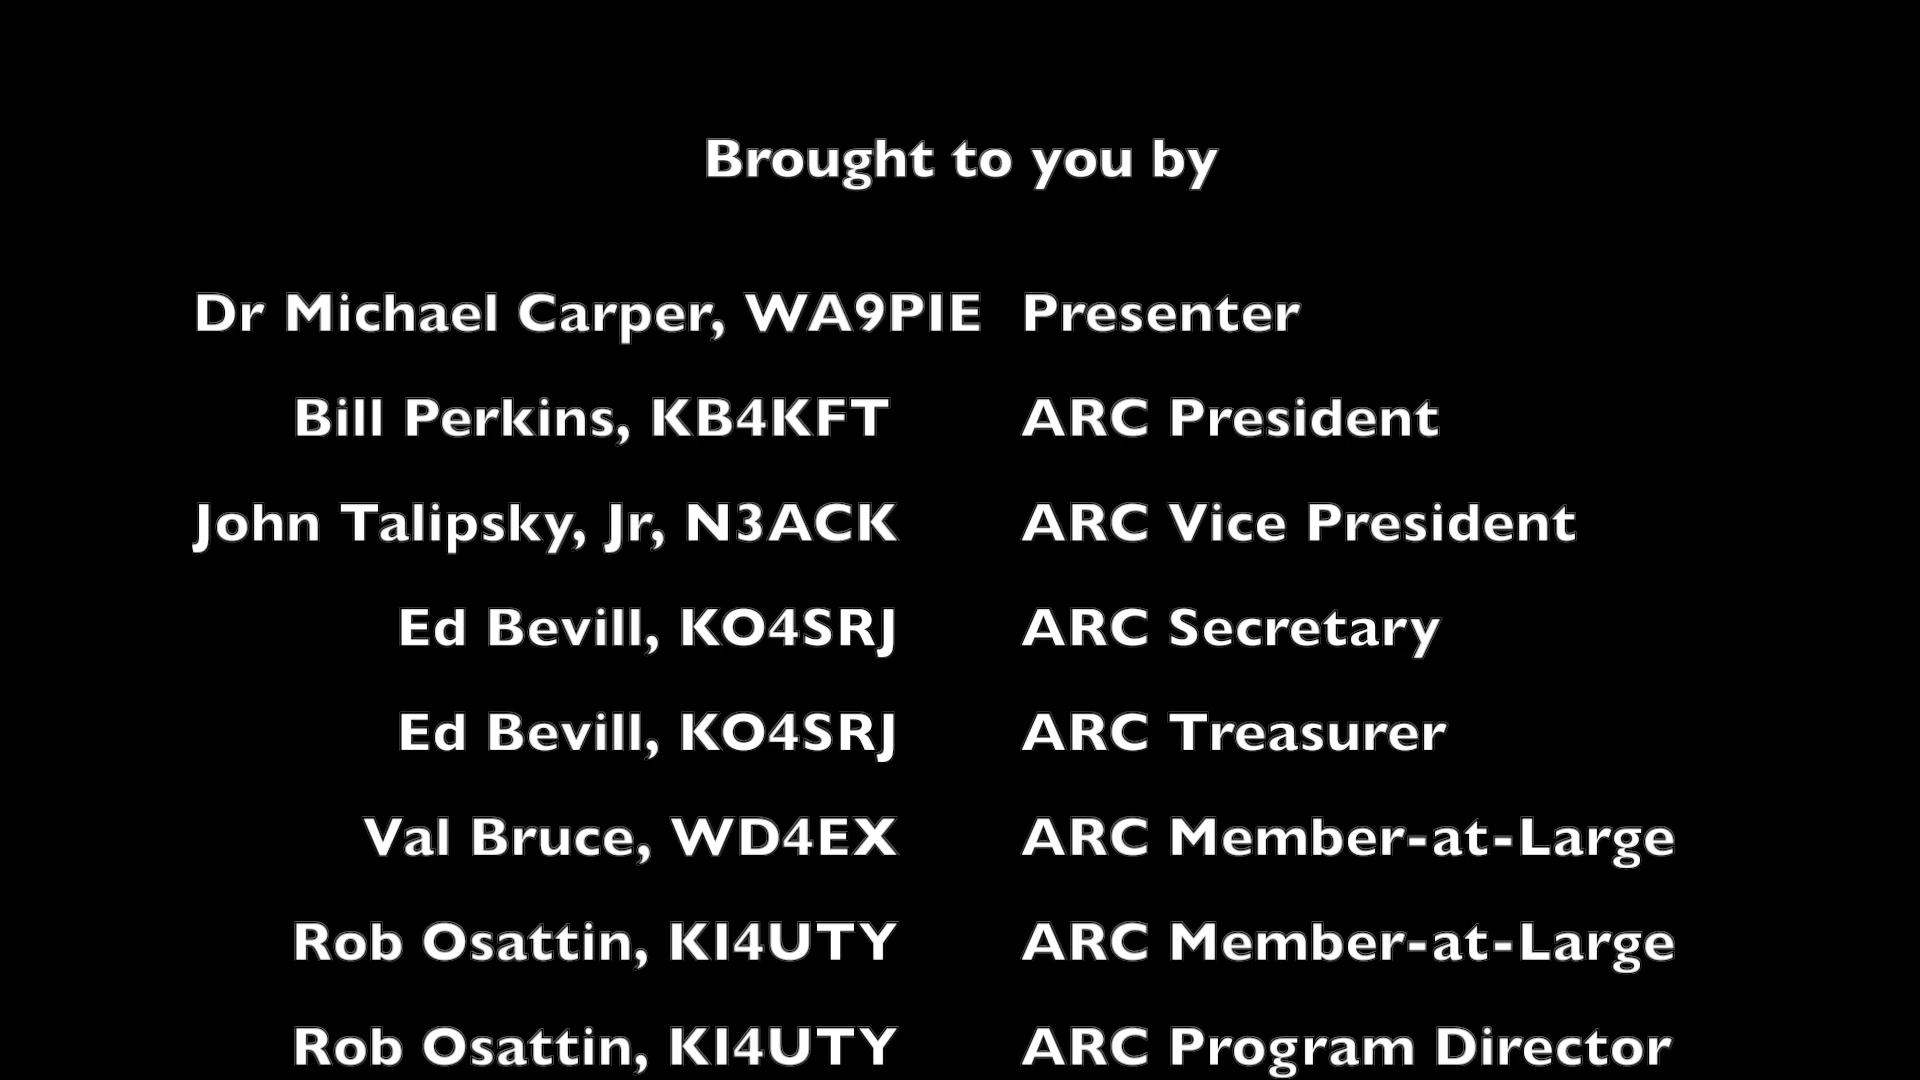 Brought to you by
Dr Michael Carper, WA9PIE Presenter
Bill Perkins, KB4KFT ARC President
John Talipsky, Jr, N3ACK ARC Vice President
Ed Bevill, KO4SRJ ARC Secretary
Ed Bevill, KO4SRJ ARC Treasurer
Val Bruce, WD4EX ARC Member-at-Large
Rob Osattin, KI4UTY ARC Member-at-Large
Rob Osattin, KI4UTY ARC Program Director